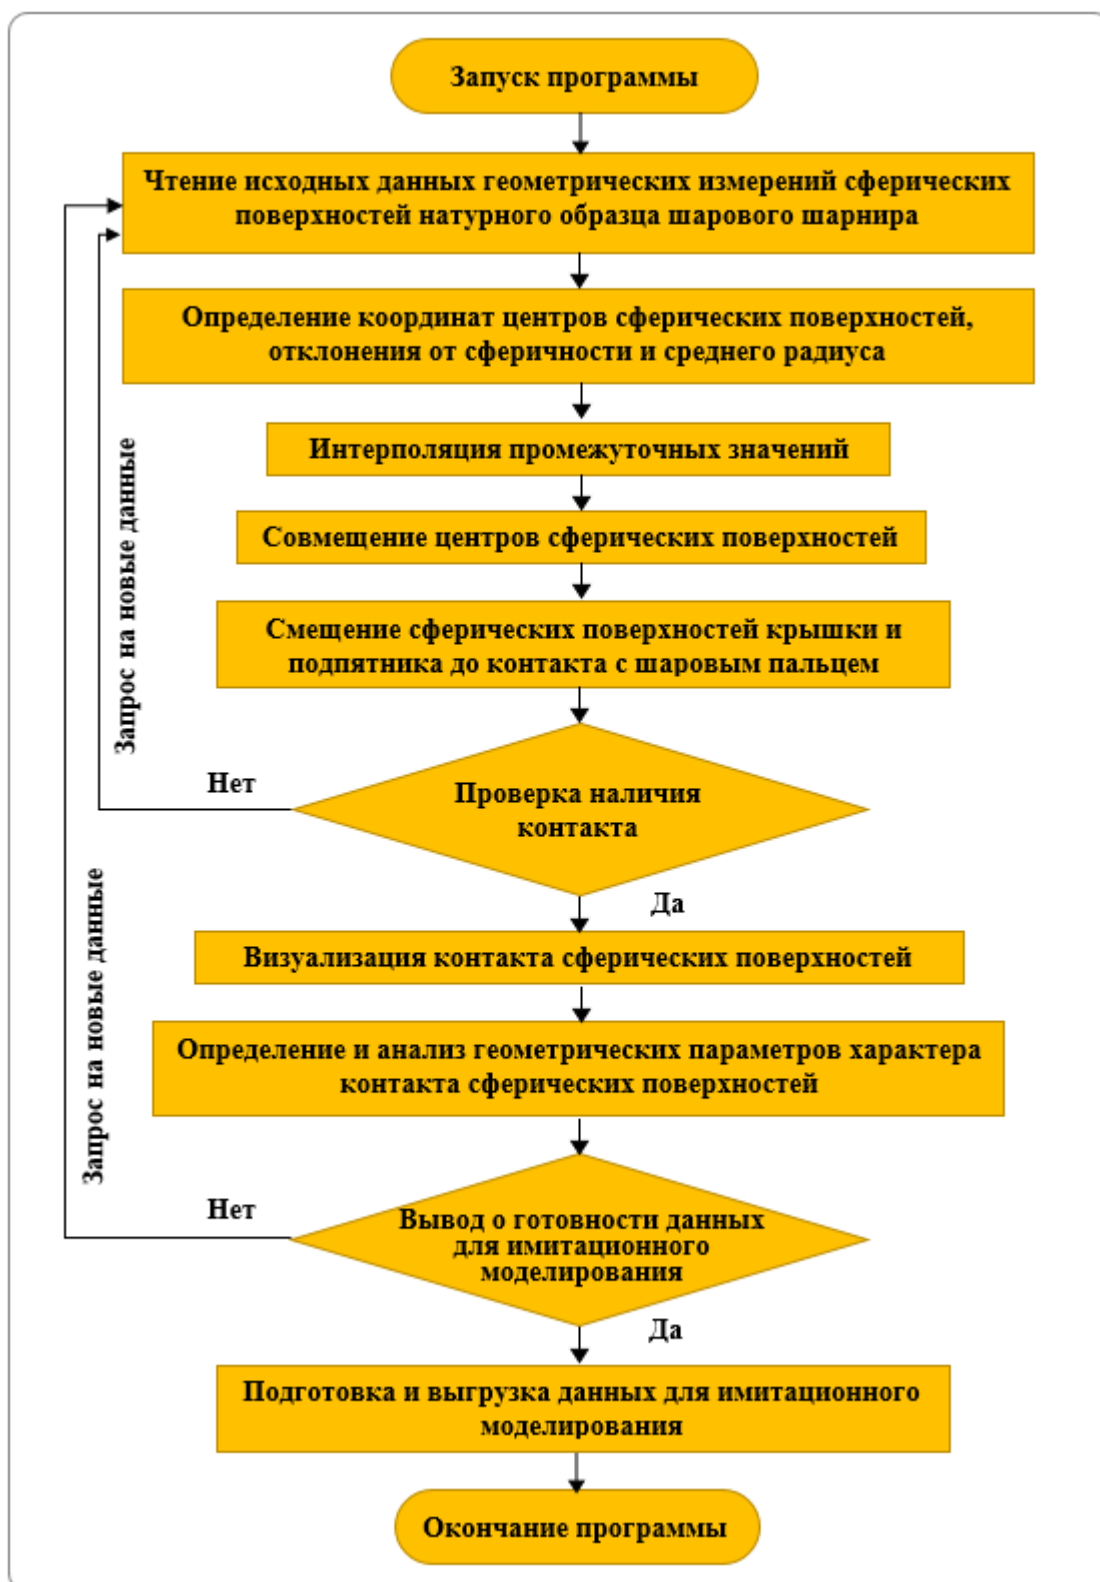 Запуск программы
Чтение исходных данных геометрических измерений сферических
поверхностей натурного образца шарового шарнира
Определение координат центров сферических поверхностей,
отклонения от сферичности и среднего радиуса
Интерполяция промежуточных значений
Совмещение центров сферических поверхностей
Смещение сферических поверхностей крышки и
подпятника до контакта с шаровым пальцем
Запрос на новые данные
Нет
Проверка наличия
контакта
Да
Визуализация контакта сферических поверхностей
Определение и анализ геометрических параметров характера
контакта сферических поверхностей
Запрос на новые данные
Нет
Вывод о готовности данных
для имитационного
моделирования
Да
Подготовка и выгрузка данных для имитационного
моделирования
Окончание программы